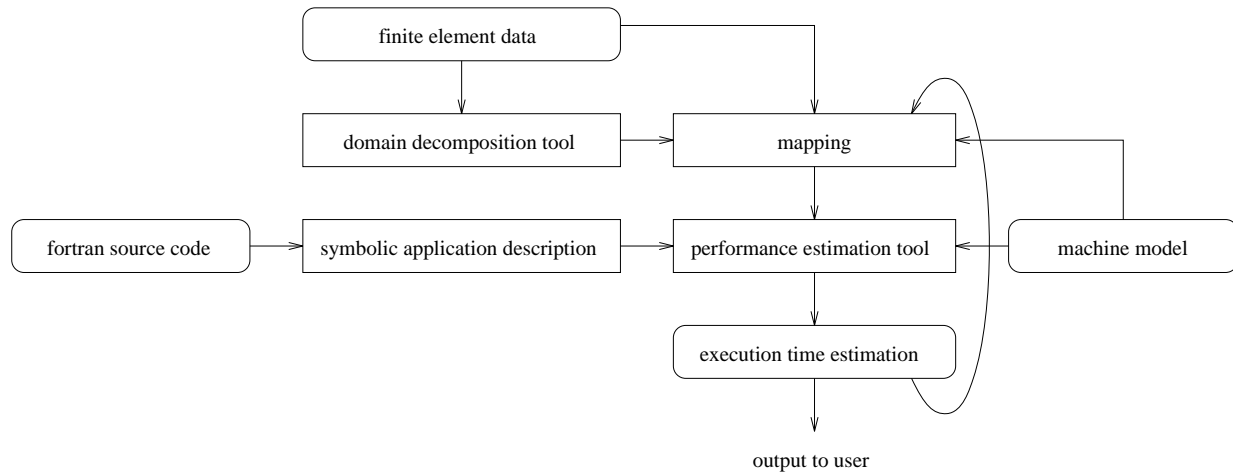 finite element data
domain decomposition tool
mapping
fortran source code
symbolic application description
performance estimation tool
machine model
execution time estimation
output to user